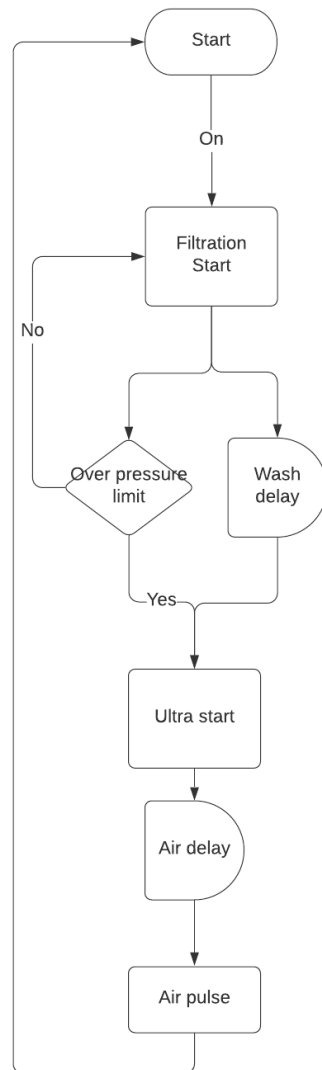 Start
On
Filtration
Start
No
Over pressure
limit
Wash
delay
Yes
Ultra start
Air delay
Air pulse